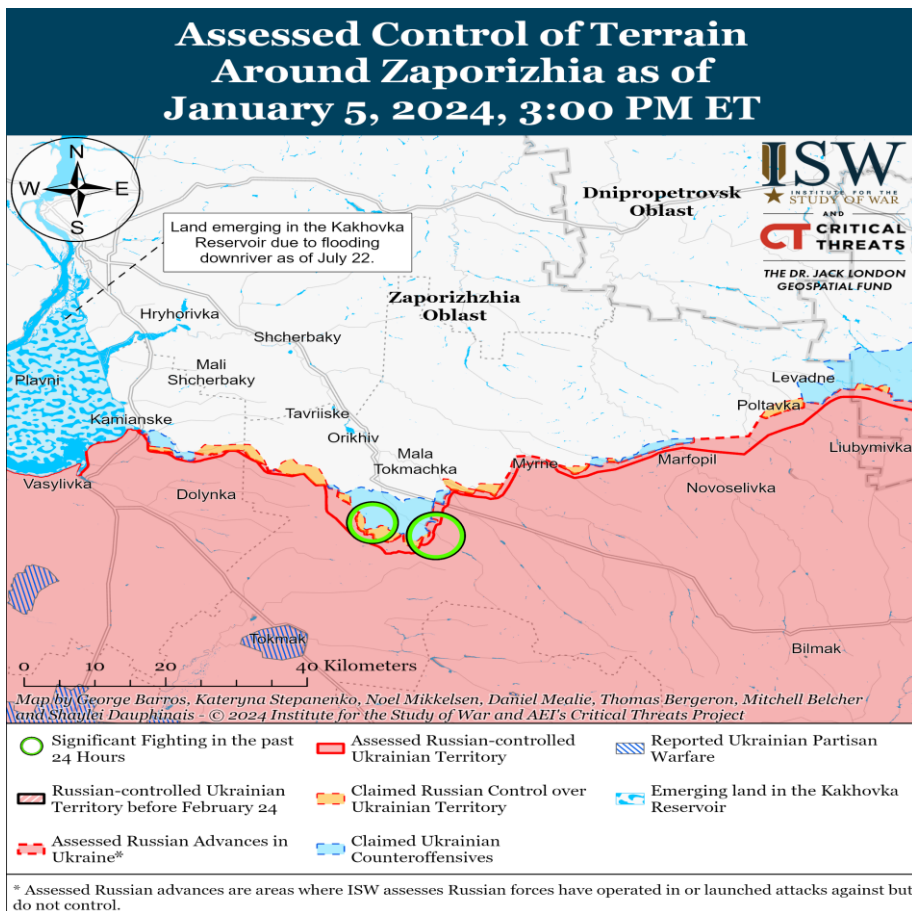 Assessed Control of Terrain
Around Zaporizhia as of
January 5, 2024, 3:00 PM ET
N
W
E
S
Land emerging in the Kakhovka
Reservoir due to flooding
downriver as of July 22.
ISW
INSTITUTE FOR THE
STUDY OF WAR
AND
CT CRITICAL
THREATS
THE DR. JACK LONDON
GEOSPATIAL FUND
Dnipropetrovsk
Oblast
Zaporizhzhia
Oblast
Hryhorivka
Shcherbaky
Mali
Shcherbaky
Plavni
Levadne
Tavriiske
Poltavka
Kamianske
Orikhiv
Mala
Tokmachka
Myrne
Marfopil
Liubymivka
Vasylivka
Dolynka
Novoselivka
Tokmak
Bilmak
0 10 20 40 Kilometers
Map by George Barros, Kateryna Stepanenko, Noel Mikkelsen, Daniel Mealie, Thomas Bergeron, Mitchell Belcher
and Shaylei Dauphinais - © 2024 Institute for the Study of War and AEI's Critical Threats Project
Significant Fighting in the past
24 Hours
Assessed Russian-controlled
Ukrainian Territory
Reported Ukrainian Partisan
Warfare
Russian-controlled Ukrainian
Territory before February 24
Claimed Russian Control over
Ukrainian Territory
Emerging land in the Kakhovka
Reservoir
Assessed Russian Advances in
Ukraine*
Claimed Ukrainian
Counteroffensives
* Assessed Russian advances are areas where ISW assesses Russian forces have operated in or launched attacks against but
do not control.